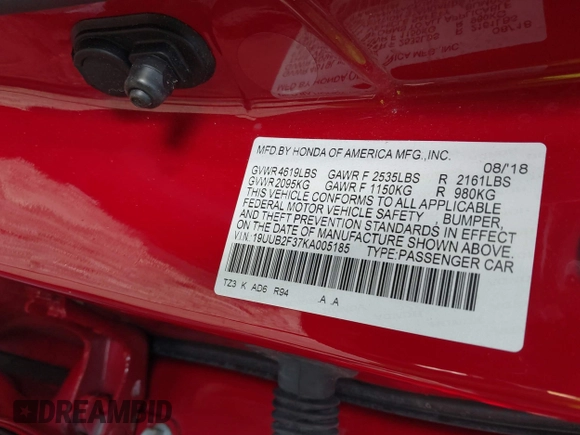 MFD.BY HONDA OF AMERICA MFG.,INC. 08/'18
GVWR 4619LBS GAWR F 2535LBS R 2161LBS
GVWR 2095KG GAWR F 1150KG R 980KG
THIS VEHICLE CONFORMS TO ALL APPLICABLE
FEDERAL MOTOR VEHICLE SAFETY , BUMPER,
AND THEFT PREVENTION STANDARDS IN EFFECT
ON THE DATE OF MANUFACTURE SHOWN ABOVE.
V.I.N. 19UUB2F37KA005185 TYPE:PASSENGER CAR
TZ3 K AD6 R94 .A .A
DREAMBID